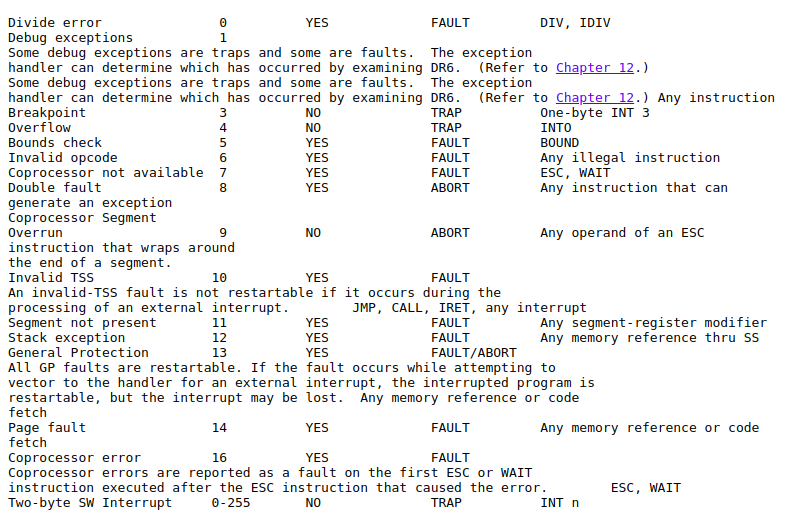 Divide error               0          YES             FAULT         DIV, IDIV
Debug exceptions           1
Some debug exceptions are traps and some are faults.  The exception
handler can determine which has occurred by examining DR6.  (Refer to Chapter 12.)
Some debug exceptions are traps and some are faults.  The exception
handler can determine which has occurred by examining DR6.  (Refer to Chapter 12.) Any instruction
Breakpoint                 3          NO              TRAP          One-byte INT 3
Overflow                   4          NO              TRAP          INTO
Bounds check               5          YES             FAULT         BOUND
Invalid opcode             6          YES             FAULT         Any illegal instruction
Coprocessor not available  7          YES             FAULT         ESC, WAIT
Double fault               8          YES             ABORT         Any instruction that can
generate an exception
Coprocessor Segment
Overrun                    9          NO              ABORT         Any operand of an ESC
instruction that wraps around
the end of a segment.
Invalid TSS               10          YES             FAULT
An invalid-TSS fault is not restartable if it occurs during the
processing of an external interrupt.        JMP, CALL, IRET, any interrupt
Segment not present       11          YES             FAULT         Any segment-register modifier
Stack exception           12          YES             FAULT         Any memory reference thru SS
General Protection        13          YES             FAULT/ABORT
All GP faults are restartable. If the fault occurs while attempting to
vector to the handler for an external interrupt, the interrupted program is
restartable, but the interrupt may be lost.  Any memory reference or code
fetch
Page fault                14          YES             FAULT         Any memory reference or code
fetch
Coprocessor error         16          YES             FAULT
Coprocessor errors are reported as a fault on the first ESC or WAIT
instruction executed after the ESC instruction that caused the error.        ESC, WAIT
Two-byte SW Interrupt     0-255       NO              TRAP          INT n